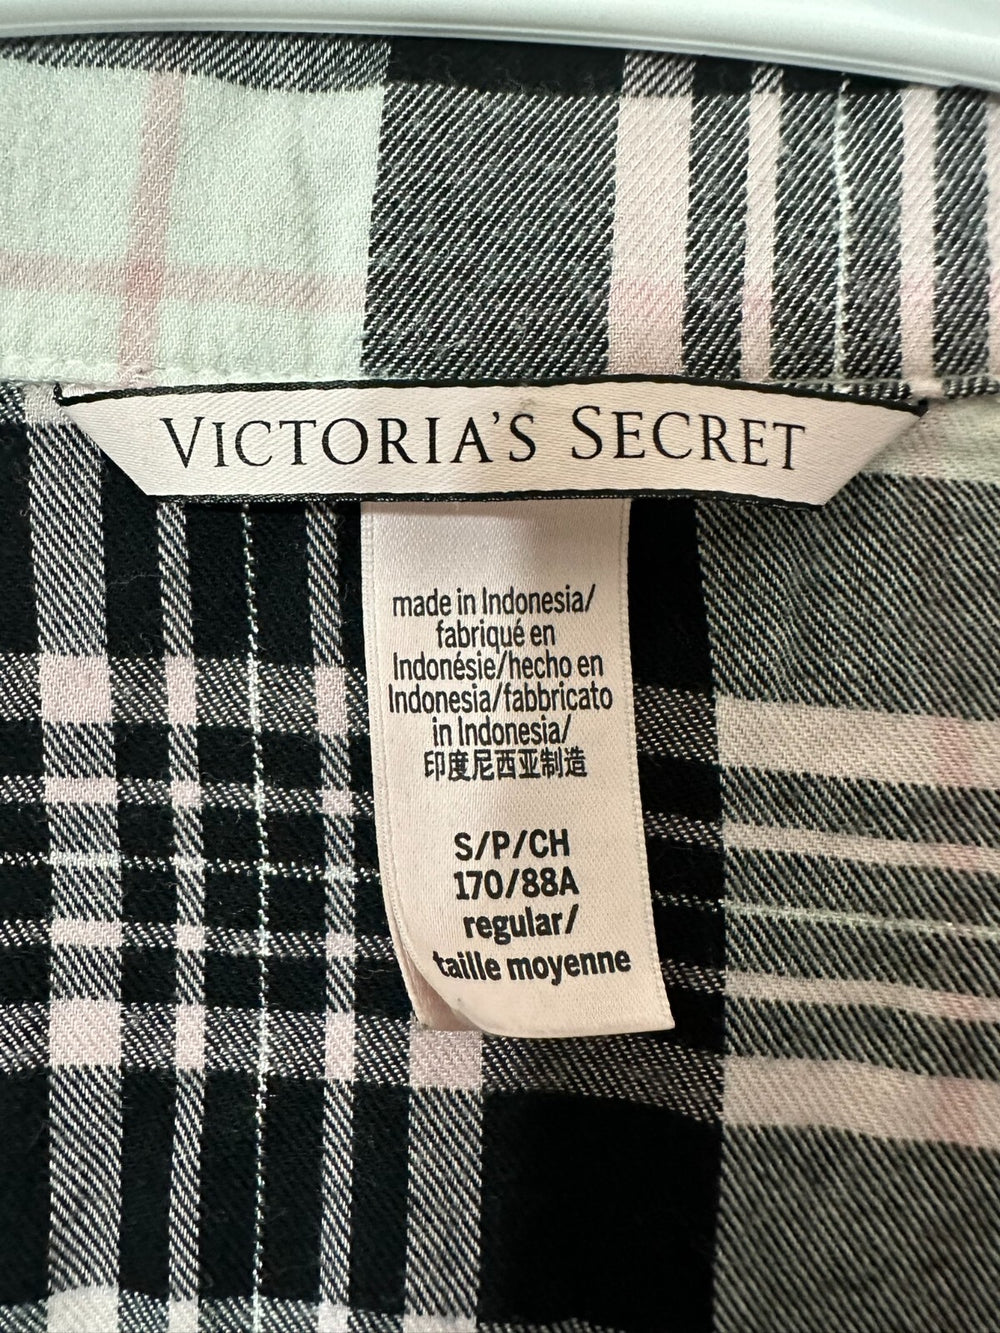 VICTORIA'S SECRET
made in Indonesia/
fabriqué en
Indonésie/hecho en
Indonesia/fabbricato
in Indonesia/
印度尼西亚制造
S/P/CH
170/88A
regular/
taille moyenne